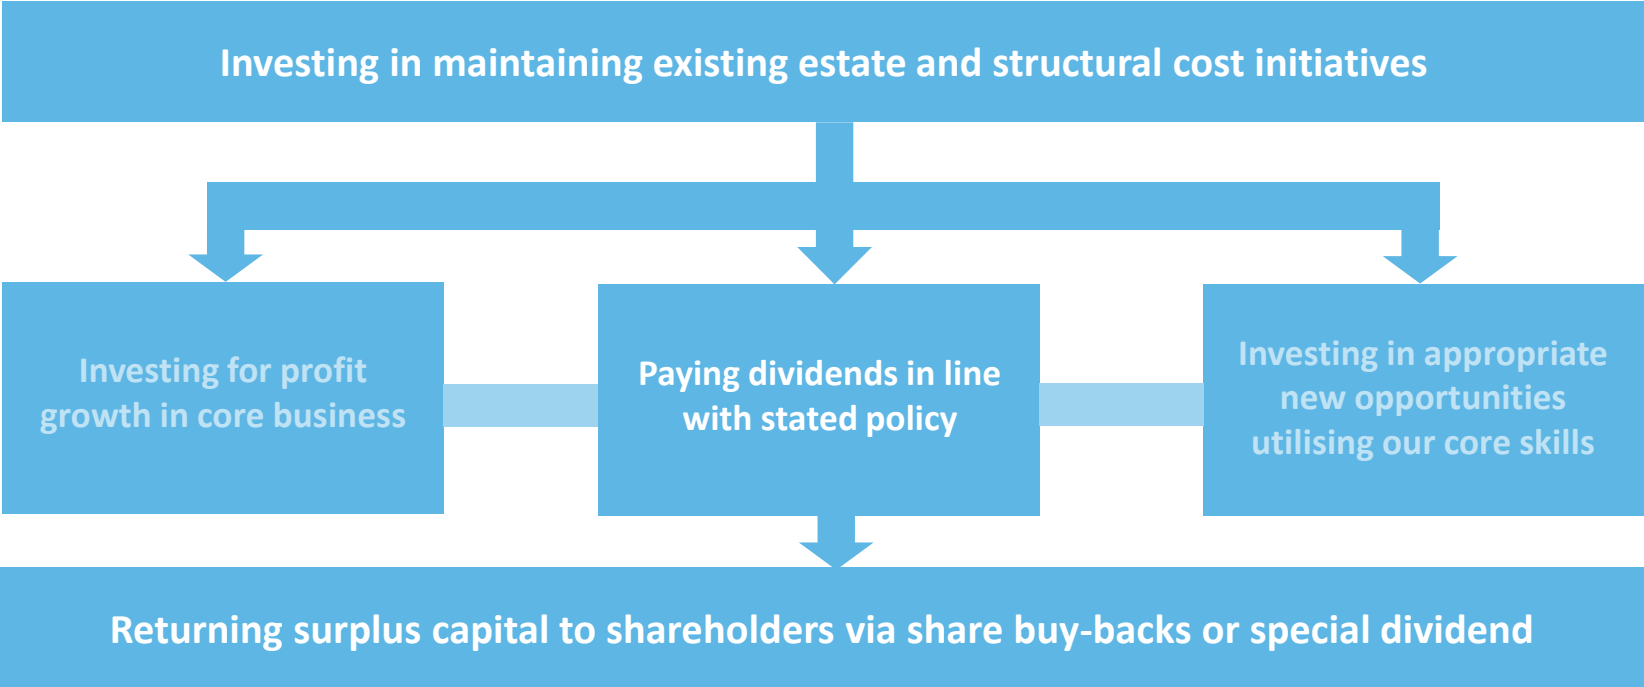 Investing in maintaining existing estate and structural cost initiatives
Investing for profit
growth in core business
Paying dividends in line
with stated policy
Investing in appropriate
new opportunities
utilising our core skills
Returning surplus capital to shareholders via share buy-backs or special dividend